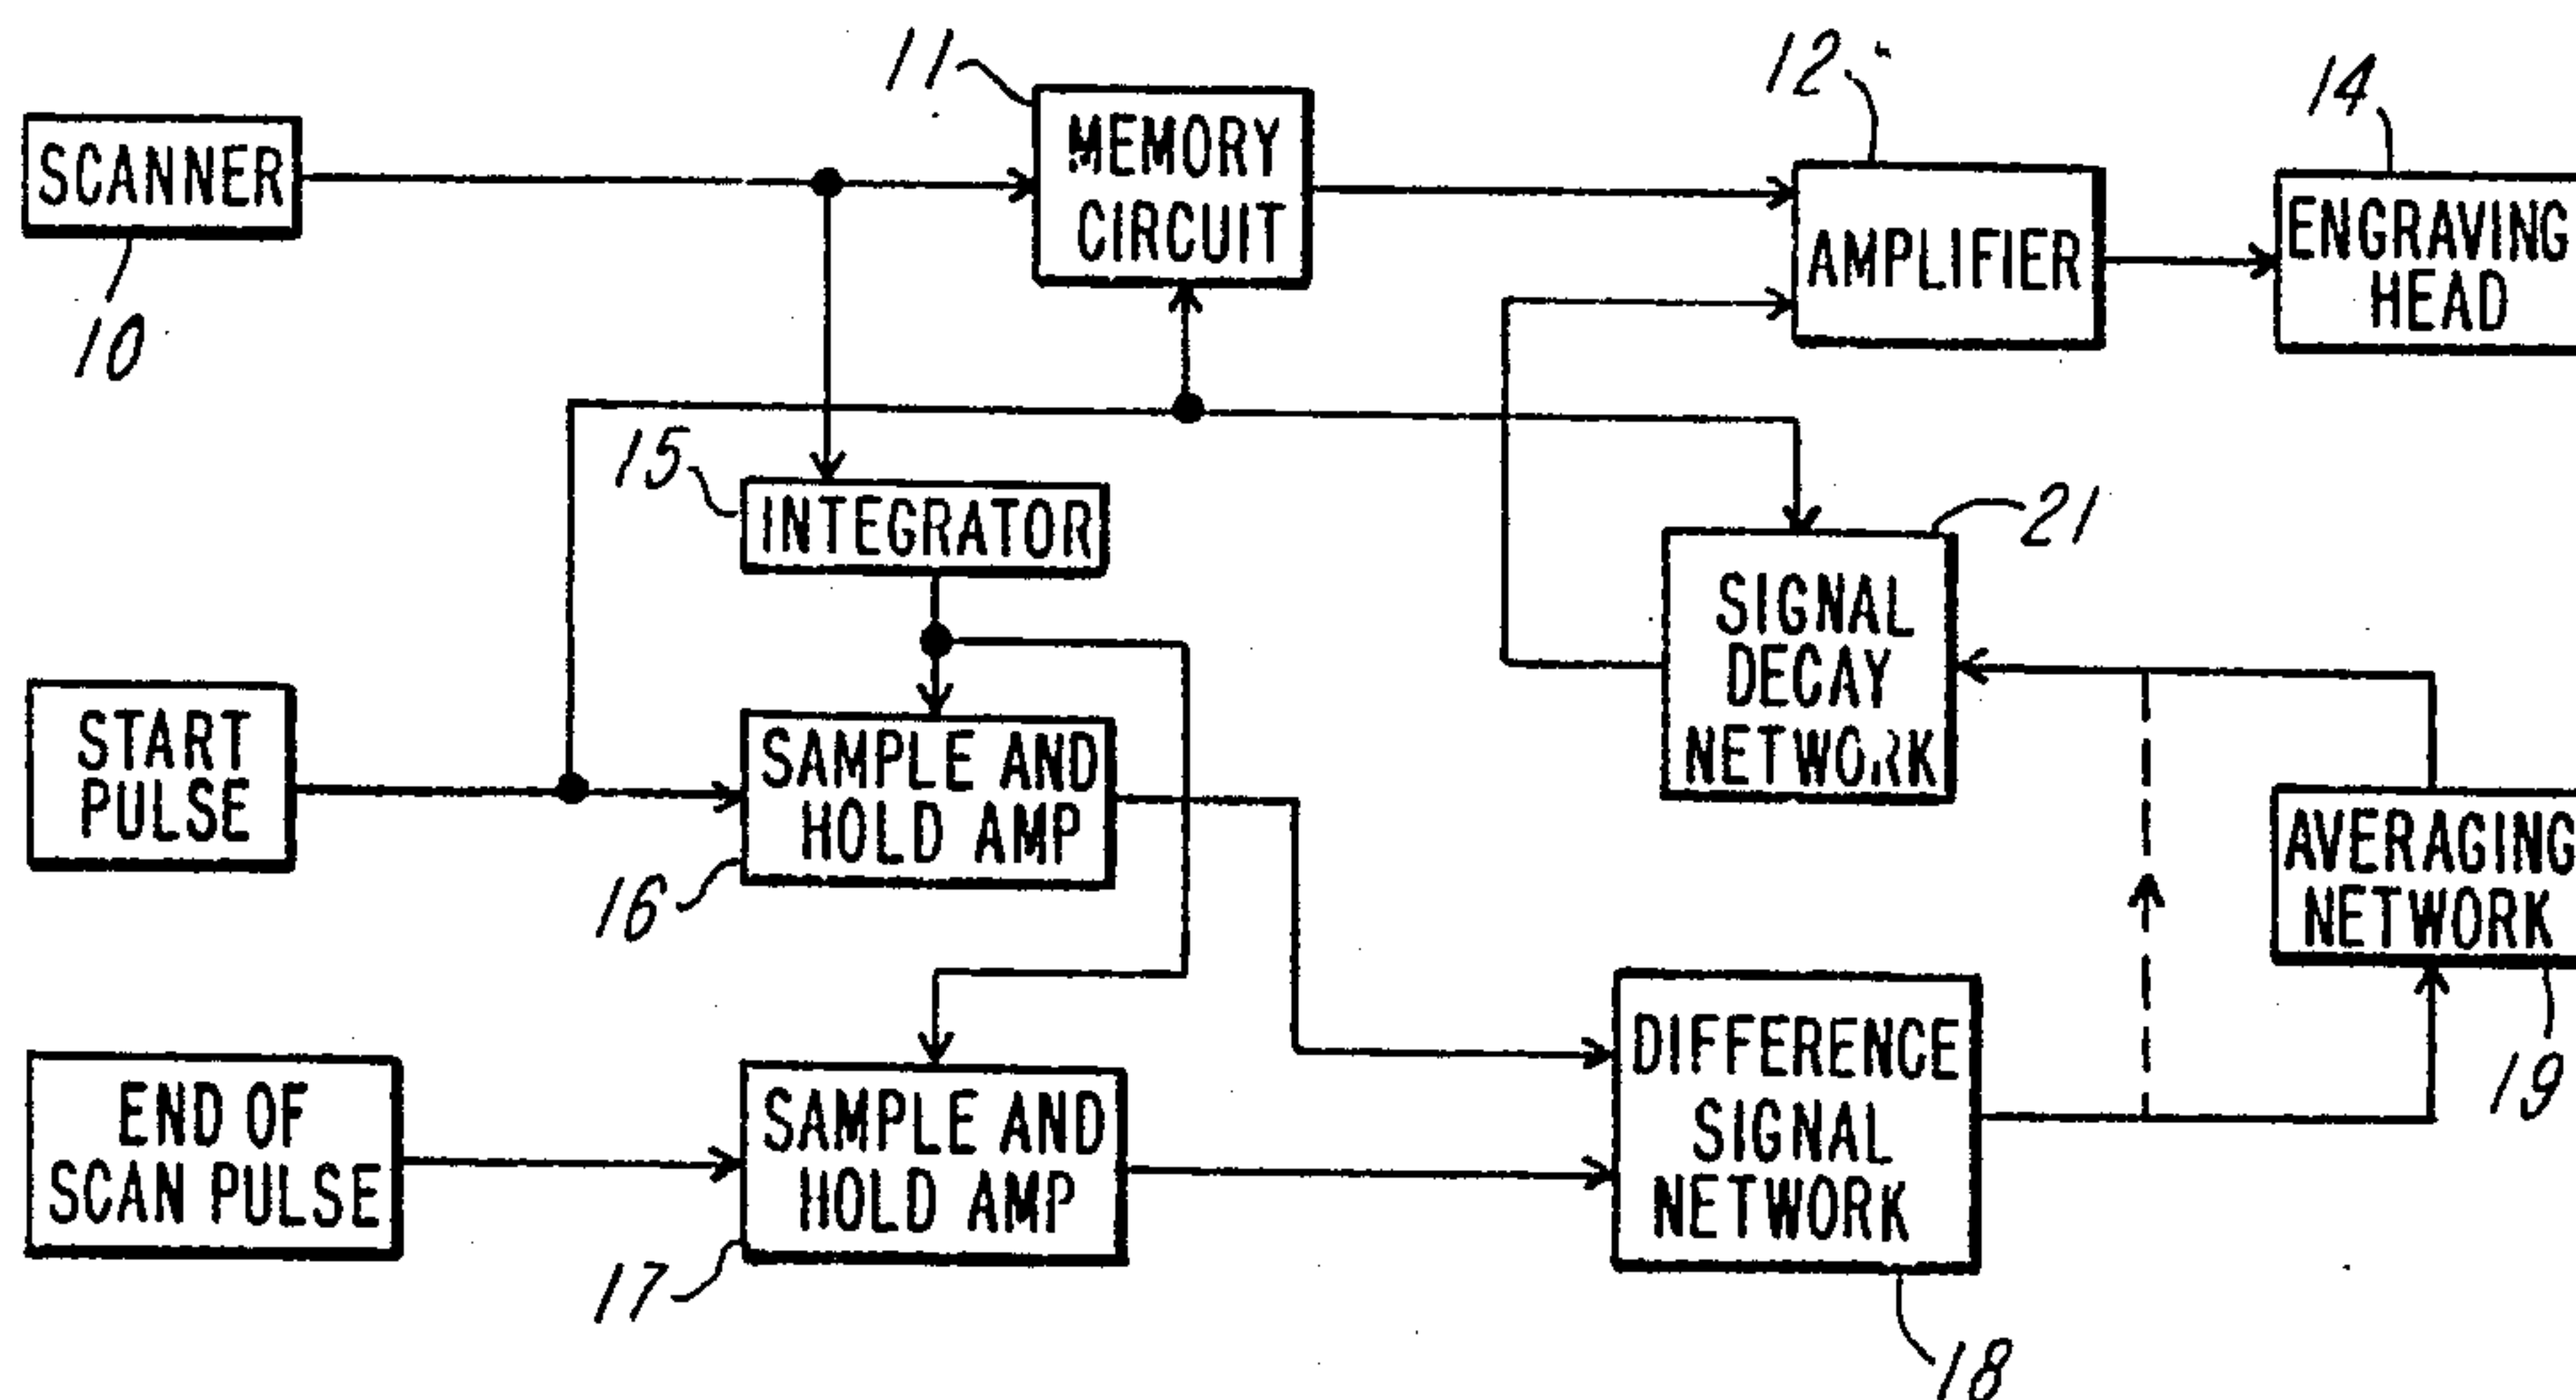 11
12
14
SCANNER
MEMORY
CIRCUIT
AMPLIFIER
ENGRAVING
HEAD
10
15
INTEGRATOR
21
SIGNAL
DECAY
NETWORK
START
PULSE
SAMPLE AND
HOLD AMP
16
AVERAGING
NETWORK
19
END OF
SCAN PULSE
SAMPLE AND
HOLD AMP
17
DIFFERENCE
SIGNAL
NETWORK
18